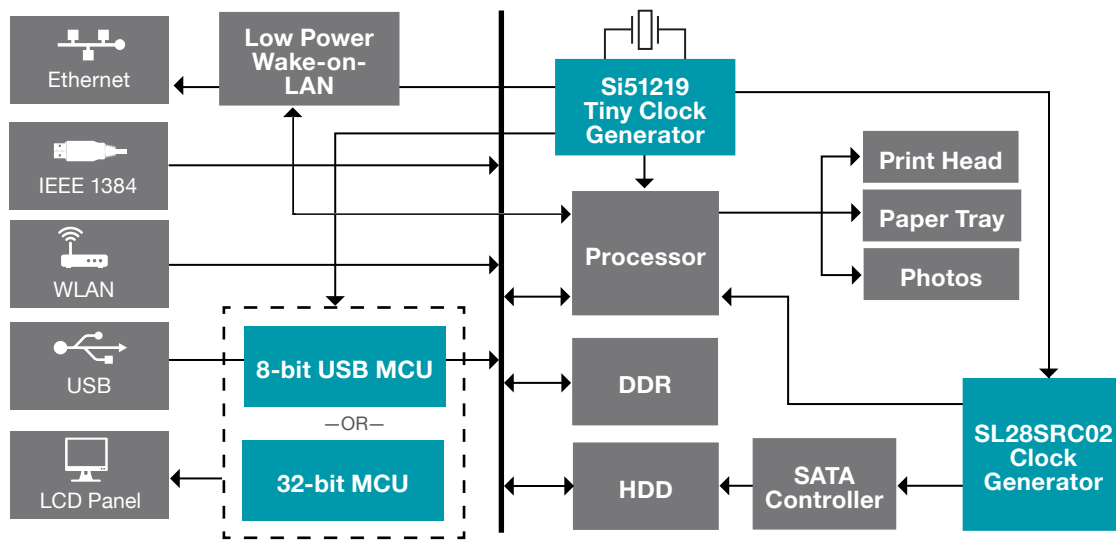 Ethernet
Low Power
Wake-on-
LAN
Si51219
Tiny Clock
Generator
IEEE 1384
Print Head
Paper Tray
Processor
Photos
WLAN
USB
8-bit USB MCU
DDR
—OR—
SL28SRC02
Clock
Generator
LCD Panel
32-bit MCU
HDD
SATA
Controller